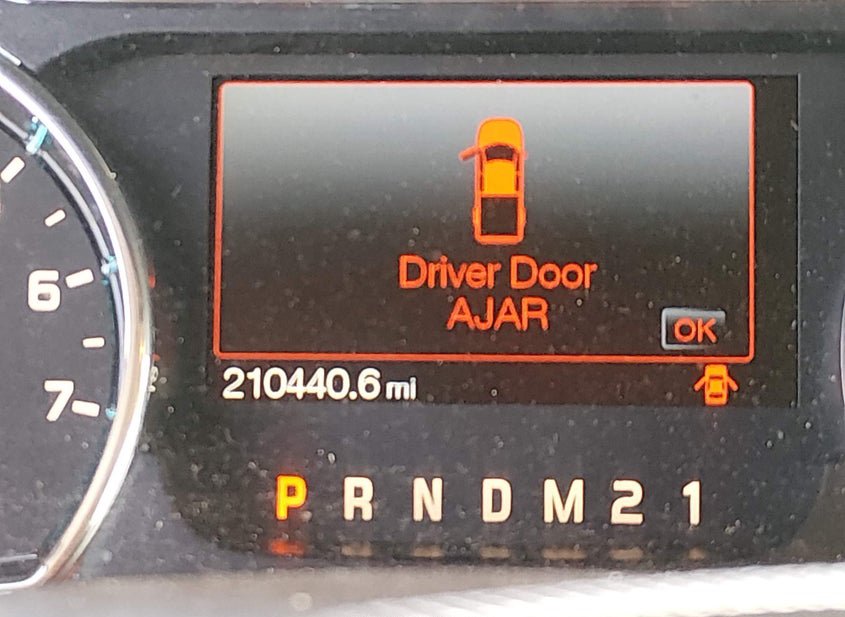 6
7
Driver Door
AJAR
OK
210440.6 mi
P R N D M 2 1